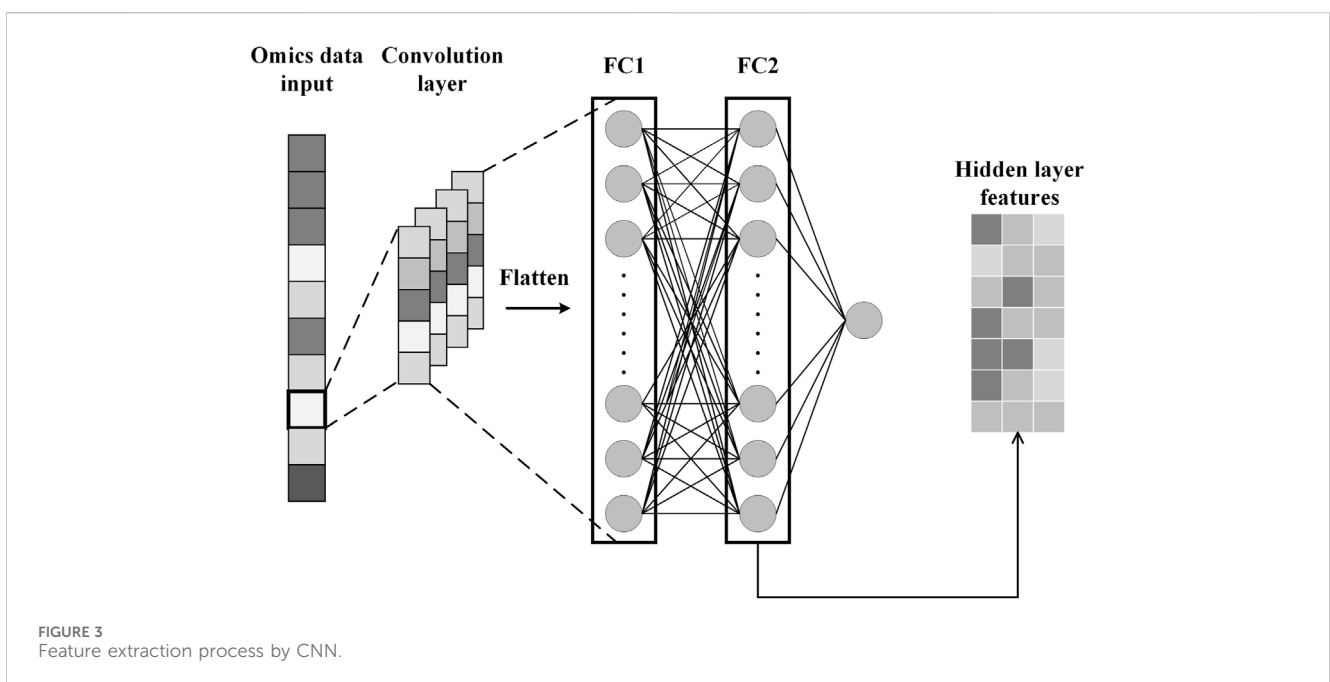 Omics data
input
Convolution
layer
FC1
FC2
Flatten
Hidden layer
features
FIGURE 3
Feature extraction process by CNN.